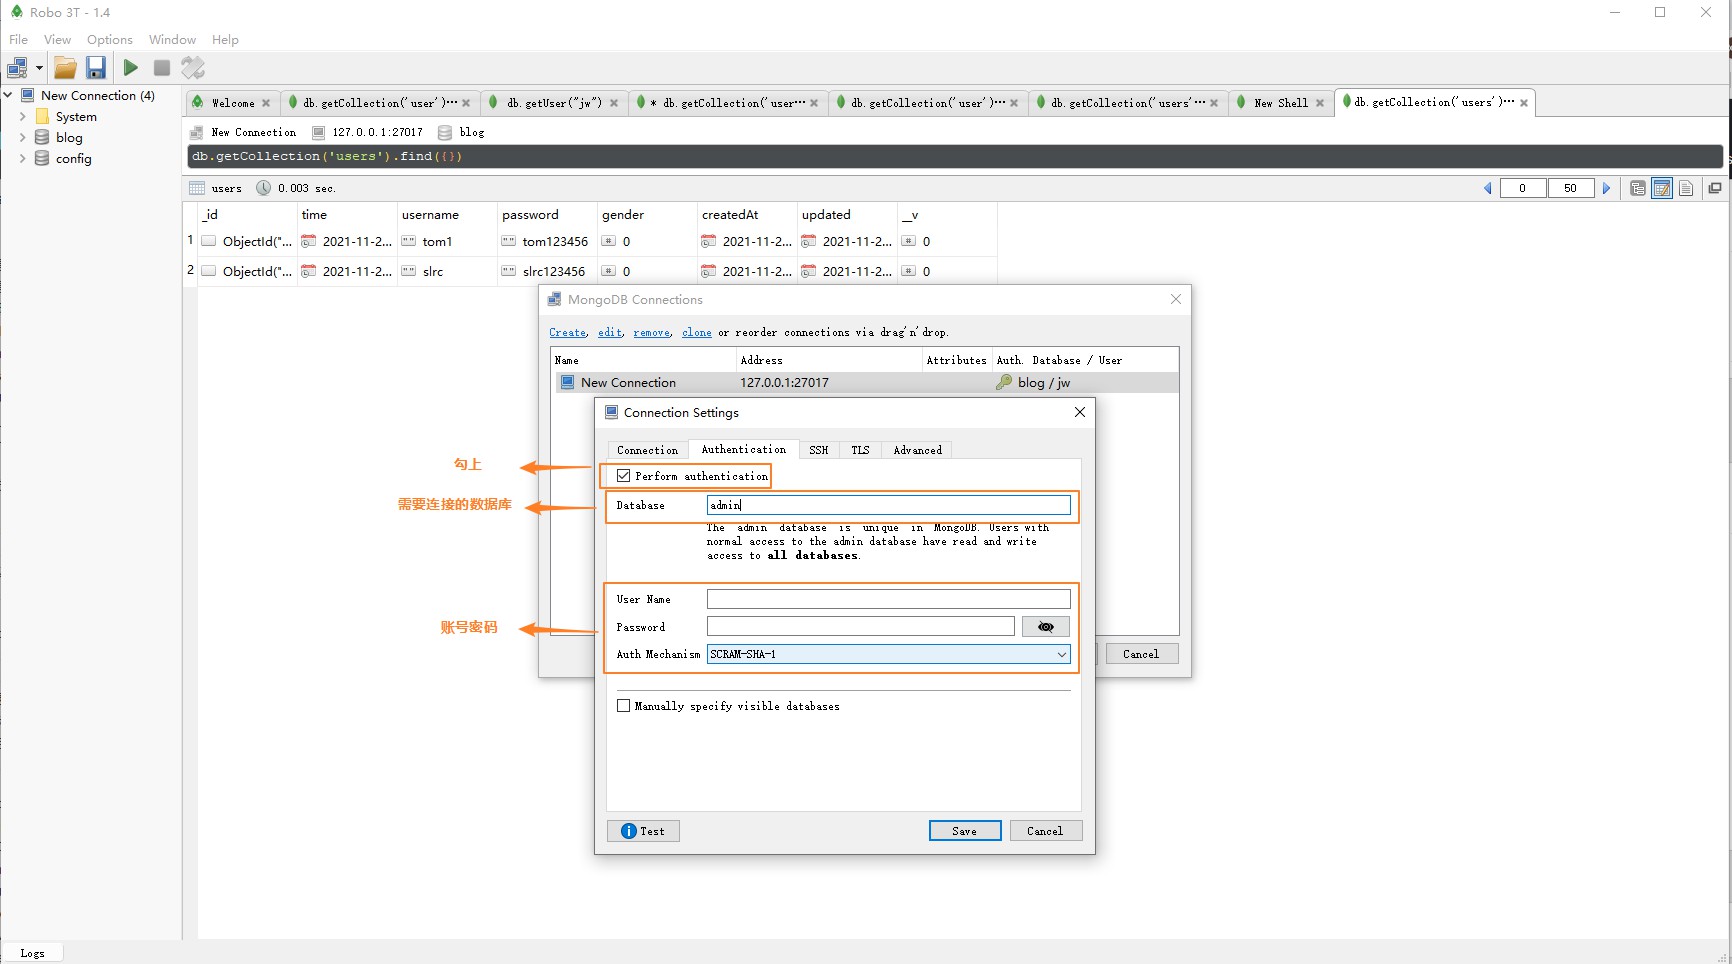 Robo 3T - 1.4
File View Options Window Help
New Connection (4)
System
blog
config
Welcome
db.getCollection('user')···
db.getUser("jw")
* db.getCollection('user···
db.getCollection('user')···
db.getCollection('users'···
New Shell
db.getCollection('users')···
New Connection 127.0.0.1:27017 blog
db.getCollection('users').find({})
users 0.003 sec. 0 50
_id time username password gender createdAt updated __v
1 ObjectId("... 2021-11-2... tom1 tom123456 0 2021-11-2... 2021-11-2... 0
2 ObjectId("... 2021-11-2... slrc slrc123456 0 2021-11-2... 2021-11-2... 0
MongoDB Connections
Create, edit, remove, clone or reorder connections via drag'n'drop.
Name Address Attributes Auth. Database / User
New Connection 127.0.0.1:27017 blog / jw
Connection Settings
Connection Authentication SSH TLS Advanced
勾上
Perform authentication
需要连接的数据库
Database admin
The admin database is unique in MongoDB. Users with
normal access to the admin database have read and write
access to all databases.
User Name
账号密码
Password
Auth Mechanism SCRAM-SHA-1
Cancel
Manually specify visible databases
Test Save Cancel
Logs